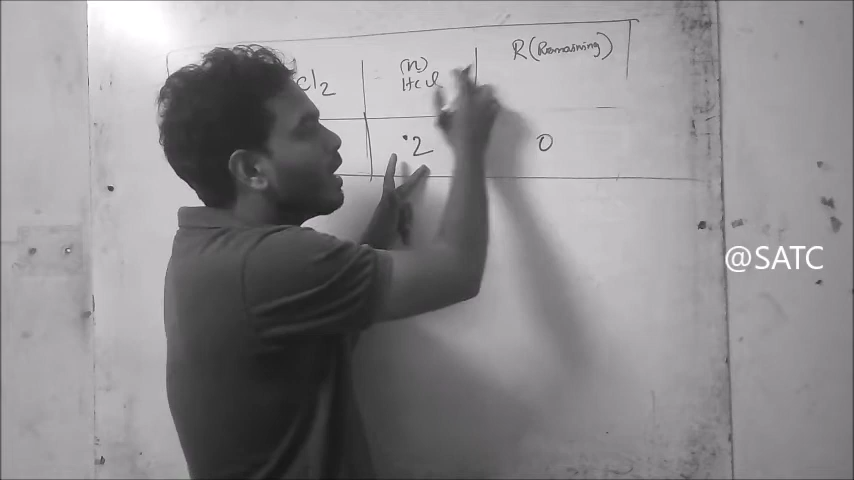 Cl2
(n)
HCl
R (Remaining)
.2
0
@SATC